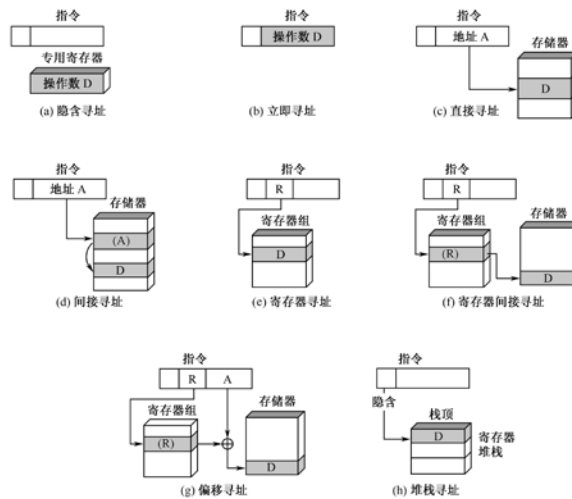 指令
专用寄存器
操作数 D
(a) 隐含寻址
指令
操作数 D
(b) 立即寻址
指令
地址 A
存储器
D
(c) 直接寻址
指令
地址 A
存储器
(A)
D
(d) 间接寻址
指令
R
寄存器组
D
(e) 寄存器寻址
指令
R
寄存器组
(R)
存储器
D
(f) 寄存器间接寻址
指令
R A
寄存器组
(R)
存储器
D
(g) 偏移寻址
指令
隐含
栈顶
D
寄存器
堆栈
(h) 堆栈寻址